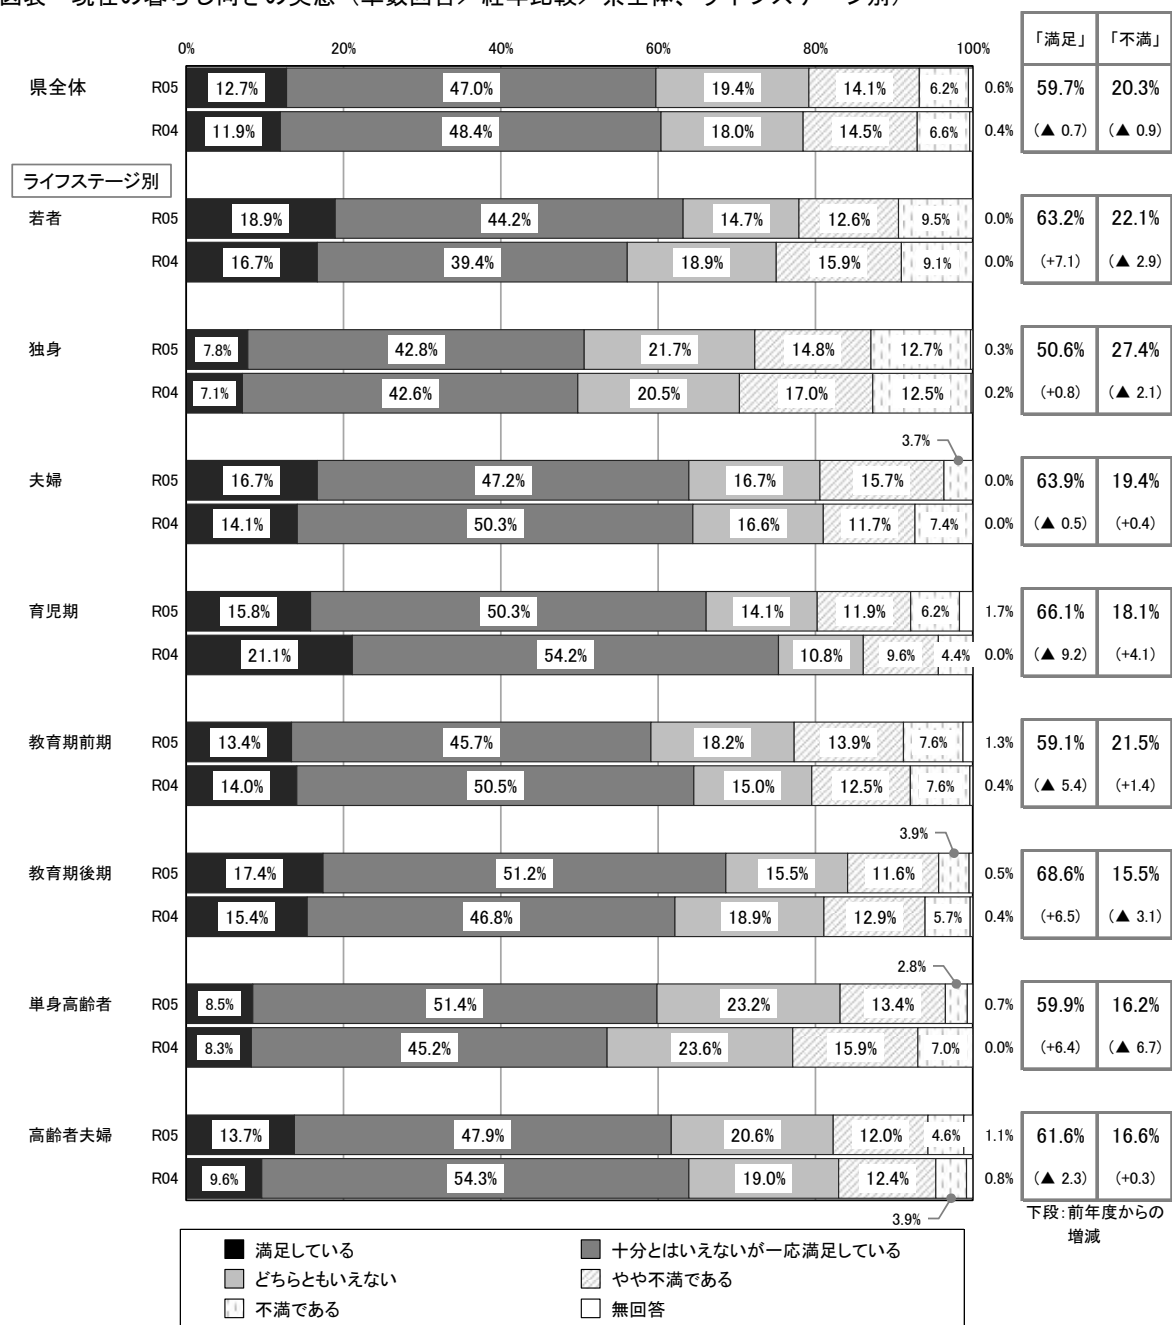 0% 20% 40% 60% 80% 100% 「満足」 「不満」
県全体 R05 12.7% 47.0% 19.4% 14.1% 6.2% 0.6% 59.7% 20.3%
R04 11.9% 48.4% 18.0% 14.5% 6.6% 0.4% (▲ 0.7) (▲ 0.9)
ライフステージ別
若者 R05 18.9% 44.2% 14.7% 12.6% 9.5% 0.0% 63.2% 22.1%
R04 16.7% 39.4% 18.9% 15.9% 9.1% 0.0% (+7.1) (▲ 2.9)
独身 R05 7.8% 42.8% 21.7% 14.8% 12.7% 0.3% 50.6% 27.4%
R04 7.1% 42.6% 20.5% 17.0% 12.5% 0.2% (+0.8) (▲ 2.1)
3.7%
夫婦 R05 16.7% 47.2% 16.7% 15.7% 0.0% 63.9% 19.4%
R04 14.1% 50.3% 16.6% 11.7% 7.4% 0.0% (▲ 0.5) (+0.4)
育児期 R05 15.8% 50.3% 14.1% 11.9% 6.2% 1.7% 66.1% 18.1%
R04 21.1% 54.2% 10.8% 9.6% 4.4% 0.0% (▲ 9.2) (+4.1)
教育期前期 R05 13.4% 45.7% 18.2% 13.9% 7.6% 1.3% 59.1% 21.5%
R04 14.0% 50.5% 15.0% 12.5% 7.6% 0.4% (▲ 5.4) (+1.4)
3.9%
教育期後期 R05 17.4% 51.2% 15.5% 11.6% 0.5% 68.6% 15.5%
R04 15.4% 46.8% 18.9% 12.9% 5.7% 0.4% (+6.5) (▲ 3.1)
2.8%
単身高齢者 R05 8.5% 51.4% 23.2% 13.4% 0.7% 59.9% 16.2%
R04 8.3% 45.2% 23.6% 15.9% 7.0% 0.0% (+6.4) (▲ 6.7)
高齢者夫婦 R05 13.7% 47.9% 20.6% 12.0% 4.6% 1.1% 61.6% 16.6%
R04 9.6% 54.3% 19.0% 12.4% 0.8% (▲ 2.3) (+0.3)
3.9%
下段:前年度からの
増減
満足している 十分とはいえないが一応満足している
どちらともいえない やや不満である
不満である 無回答